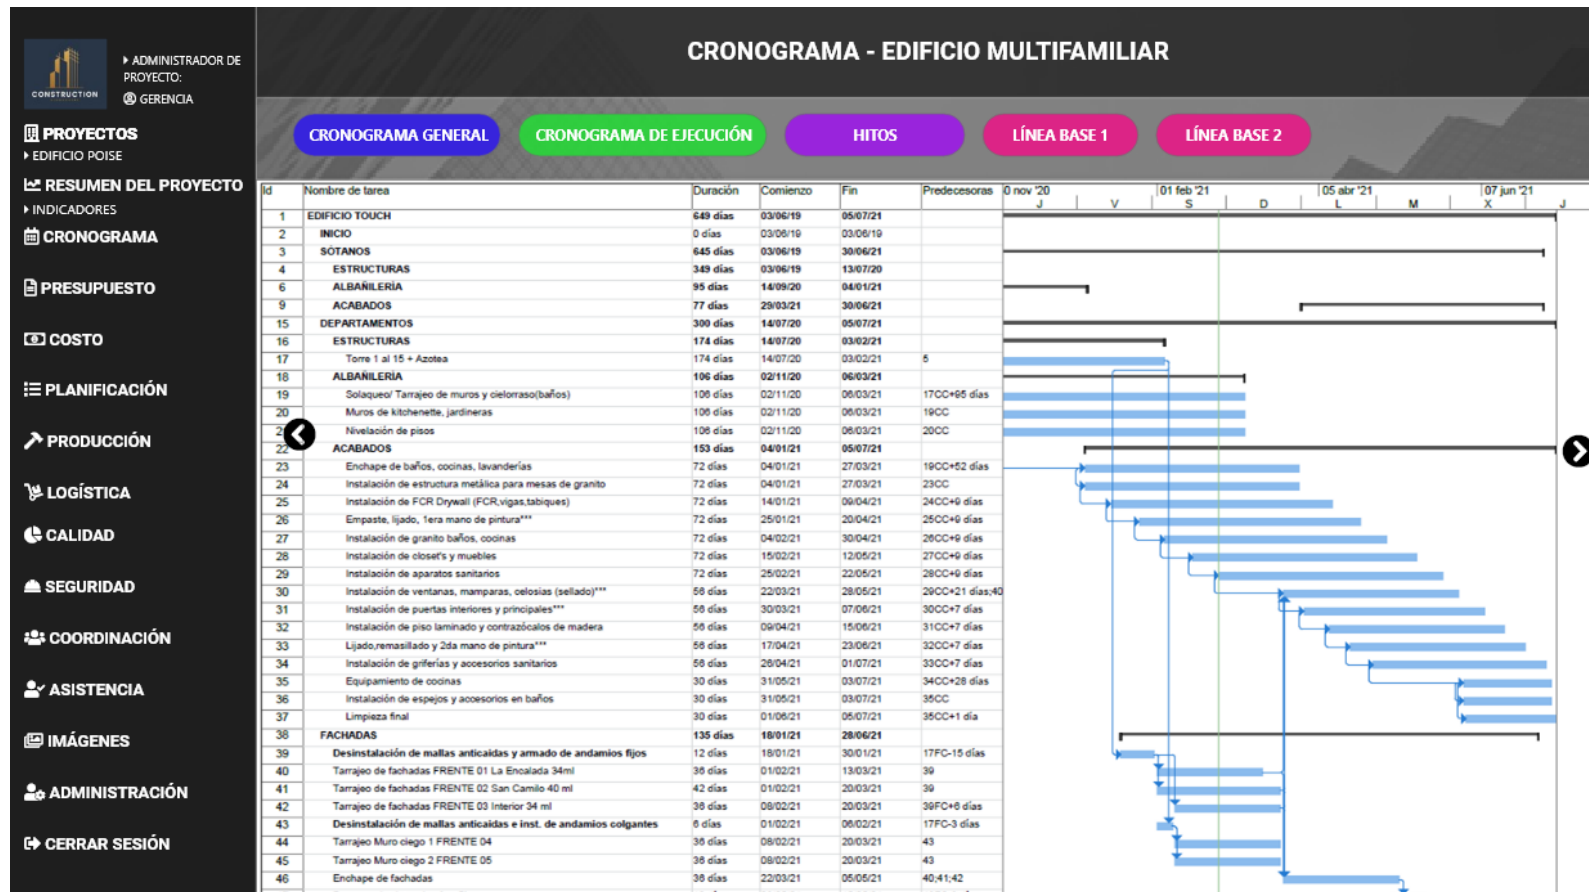 CONSTRUCTION
ADMINISTRADOR DE
PROYECTO:
GERENCIA
PROYECTOS
EDIFICIO POISE
RESUMEN DEL PROYECTO
INDICADORES
CRONOGRAMA
PRESUPUESTO
COSTO
PLANIFICACIÓN
PRODUCCIÓN
LOGÍSTICA
CALIDAD
SEGURIDAD
COORDINACIÓN
ASISTENCIA
IMÁGENES
ADMINISTRACIÓN
CERRAR SESIÓN
CRONOGRAMA - EDIFICIO MULTIFAMILIAR
CRONOGRAMA GENERAL CRONOGRAMA DE EJECUCIÓN HITOS LÍNEA BASE 1 LÍNEA BASE 2
Id Nombre de tarea Duración Comienzo Fin Predecesoras 0 nov '20 01 feb '21 05 abr '21 07 jun '21
J V S D L M X J
1 EDIFICIO TOUCH 649 días 03/06/19 05/07/21
2 INICIO 0 días 03/06/19 03/06/19
3 SÓTANOS 645 días 03/06/19 30/06/21
4 ESTRUCTURAS 349 días 03/06/19 13/07/20
6 ALBAÑILERÍA 95 días 14/09/20 04/01/21
9 ACABADOS 77 días 29/03/21 30/06/21
15 DEPARTAMENTOS 300 días 14/07/20 05/07/21
16 ESTRUCTURAS 174 días 14/07/20 03/02/21
17 Torre 1 al 15 + Azotea 174 días 14/07/20 03/02/21 5
18 ALBAÑILERÍA 106 días 02/11/20 06/03/21
19 Solaqueo/ Tarrajeo de muros y cielorraso(baños) 106 días 02/11/20 06/03/21 17CC+95 días
20 Muros de kitchenette, jardineras 106 días 02/11/20 06/03/21 19CC
2 Nivelación de pisos 106 días 02/11/20 06/03/21 20CC
22 ACABADOS 153 días 04/01/21 05/07/21
23 Enchape de baños, cocinas, lavanderías 72 días 04/01/21 27/03/21 19CC+52 días
24 Instalación de estructura metálica para mesas de granito 72 días 04/01/21 27/03/21 23CC
25 Instalación de FCR Drywall (FCR,vigas,tabiques) 72 días 14/01/21 09/04/21 24CC+9 días
26 Empaste, lijado, 1era mano de pintura*** 72 días 25/01/21 20/04/21 25CC+9 días
27 Instalación de granito baños, cocinas 72 días 04/02/21 30/04/21 26CC+9 días
28 Instalación de closet's y muebles 72 días 15/02/21 12/05/21 27CC+9 días
29 Instalación de aparatos sanitarios 72 días 25/02/21 22/05/21 28CC+9 días
30 Instalación de ventanas, mamparas, celosias (sellado)*** 56 días 22/03/21 28/05/21 29CC+21 días;40
31 Instalación de puertas interiores y principales*** 56 días 30/03/21 07/06/21 30CC+7 días
32 Instalación de piso laminado y contrazócalos de madera 56 días 09/04/21 15/06/21 31CC+7 días
33 Lijado,remasillado y 2da mano de pintura*** 56 días 17/04/21 23/06/21 32CC+7 días
34 Instalación de griferías y accesorios sanitarios 56 días 26/04/21 01/07/21 33CC+7 días
35 Equipamiento de cocinas 30 días 31/05/21 03/07/21 34CC+28 días
36 Instalación de espejos y accesorios en baños 30 días 31/05/21 03/07/21 35CC
37 Limpieza final 30 días 01/06/21 05/07/21 35CC+1 día
38 FACHADAS 135 días 18/01/21 28/06/21
39 Desinstalación de mallas anticaidas y armado de andamios fijos 12 días 18/01/21 30/01/21 17FC-15 días
40 Tarrajeo de fachadas FRENTE 01 La Encalada 34ml 36 días 01/02/21 13/03/21 39
41 Tarrajeo de fachadas FRENTE 02 San Camilo 40 ml 42 días 01/02/21 20/03/21 39
42 Tarrajeo de fachadas FRENTE 03 Interior 34 ml 36 días 08/02/21 20/03/21 39FC+6 días
43 Desinstalación de mallas anticaidas e inst. de andamios colgantes 6 días 01/02/21 06/02/21 17FC-3 días
44 Tarrajeo Muro ciego 1 FRENTE 04 36 días 08/02/21 20/03/21 43
45 Tarrajeo Muro ciego 2 FRENTE 05 36 días 08/02/21 20/03/21 43
46 Enchape de fachadas 36 días 22/03/21 05/05/21 40;41;42